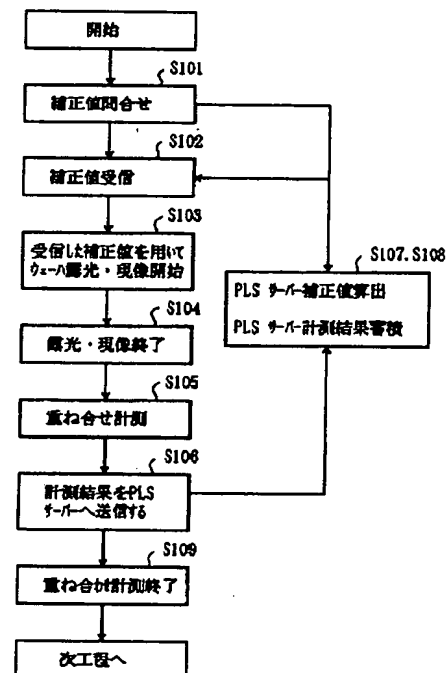 開始
S101
補正値問合せ
S102
補正値受信
S103
受信した補正値を用いて
ウェーハ露光・現像開始
S107.S108
PLS サーバー補正値算出
PLS サーバー計測結果蓄積
S104
露光・現像終了
S105
重ね合せ計測
S106
計測結果をPLS
サーバーへ送信する
S109
重ね合わせ計測終了
次工程へ